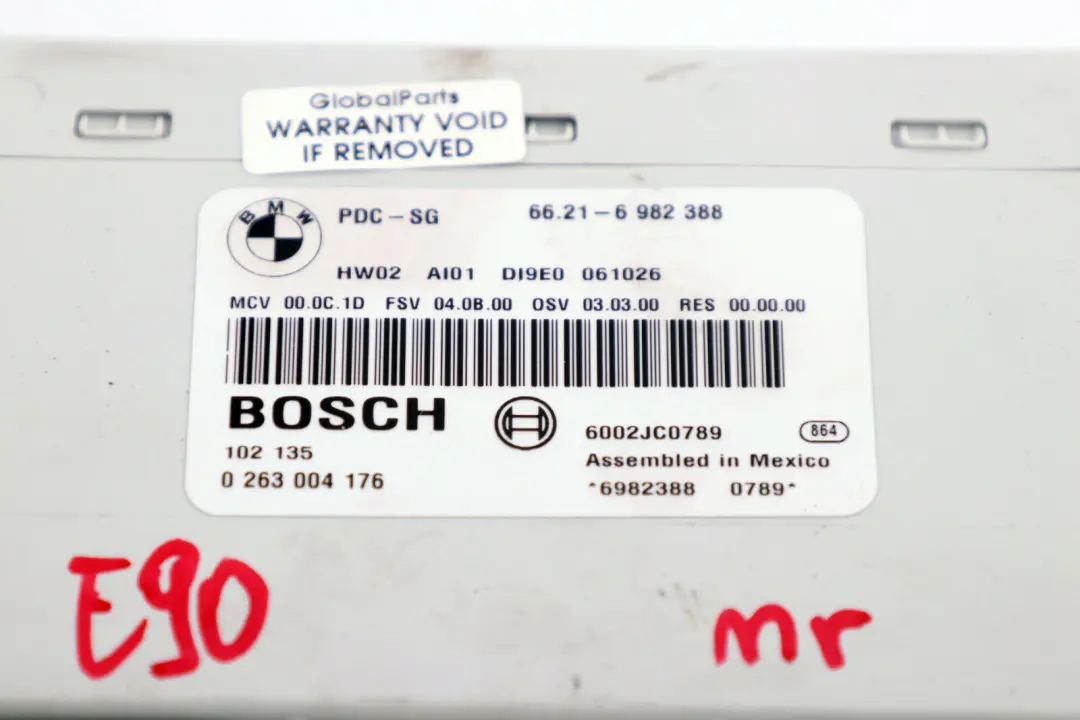 GlobalParts
WARRANTY VOID
IF REMOVED
BMW
PDC-SG 66.21-6 982 388
HW02 AI01 DI9E0 061026
MCV 00.0C.1D FSV 04.0B.00 OSV 03.03.00 RES 00.00.00
BOSCH
6002JC0789 864
102 135
Assembled in Mexico
0 263 004 176
*6982388 0789*
E90
mr